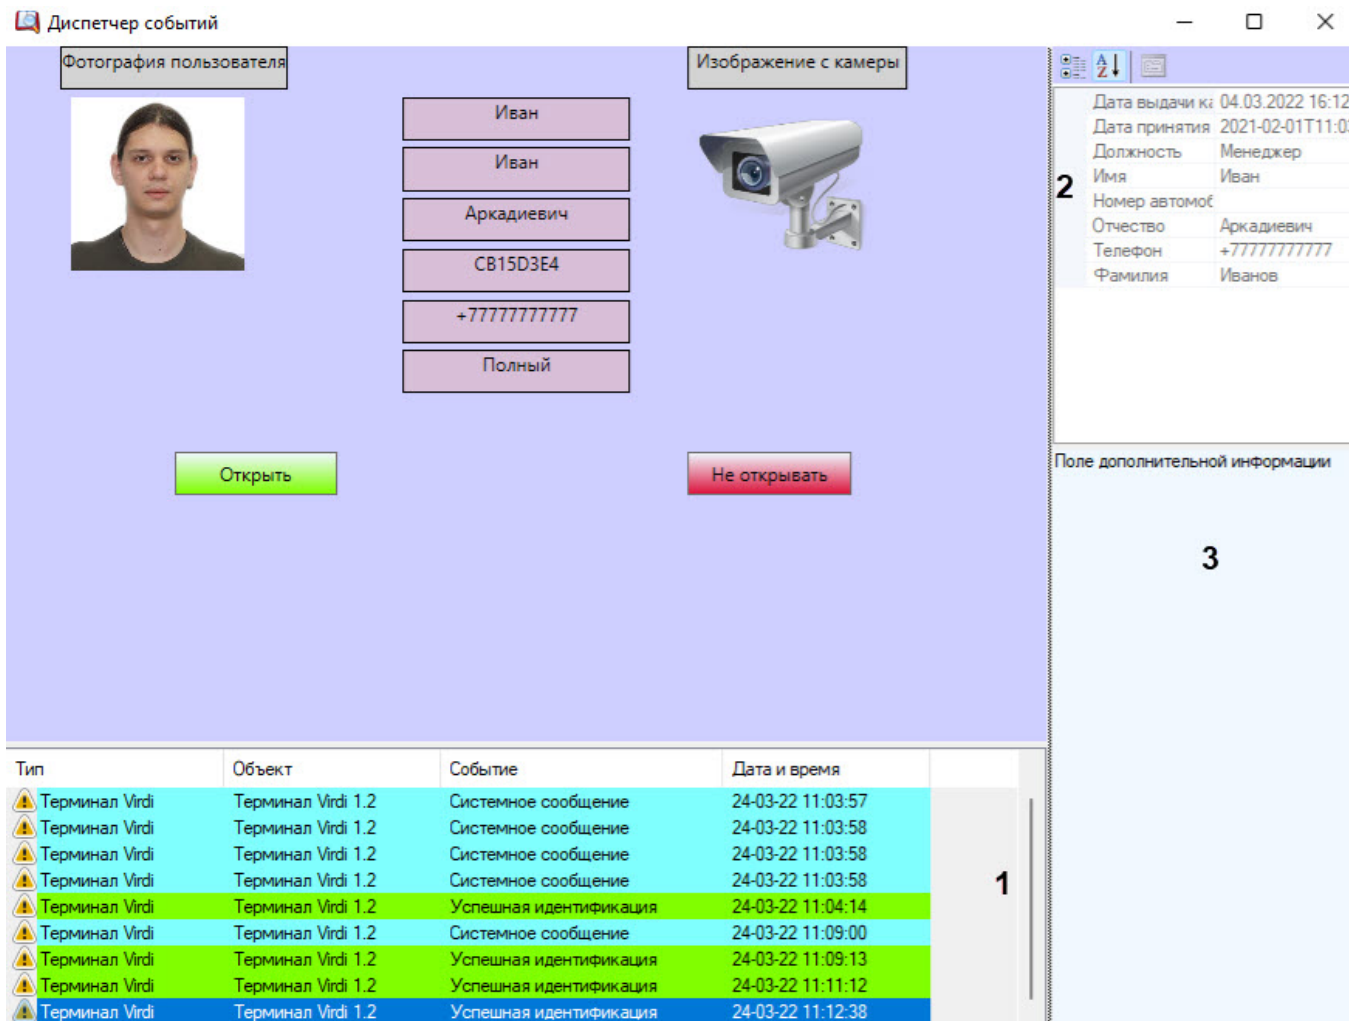 Диспетчер событий
Фотография пользователя
Изображение с камеры
Иван
Иван
Аркадиевич
CB15D3E4
+77777777777
Полный
Открыть
Не открывать
Дата выдачи ка 04.03.2022 16:12
Дата принятия 2021-02-01T11:03
Должность Менеджер
Имя Иван
Номер автомоб
Отчество Аркадиевич
Телефон +77777777777
Фамилия Иванов
2
Поле дополнительной информации
3
Тип Объект Событие Дата и время
Терминал Virdi Терминал Virdi 1.2 Системное сообщение 24-03-22 11:03:57
Терминал Virdi Терминал Virdi 1.2 Системное сообщение 24-03-22 11:03:58
Терминал Virdi Терминал Virdi 1.2 Системное сообщение 24-03-22 11:03:58
Терминал Virdi Терминал Virdi 1.2 Системное сообщение 24-03-22 11:03:58
1
Терминал Virdi Терминал Virdi 1.2 Успешная идентификация 24-03-22 11:04:14
Терминал Virdi Терминал Virdi 1.2 Системное сообщение 24-03-22 11:09:00
Терминал Virdi Терминал Virdi 1.2 Успешная идентификация 24-03-22 11:09:13
Терминал Virdi Терминал Virdi 1.2 Успешная идентификация 24-03-22 11:11:12
Терминал Virdi Терминал Virdi 1.2 Успешная идентификация 24-03-22 11:12:38